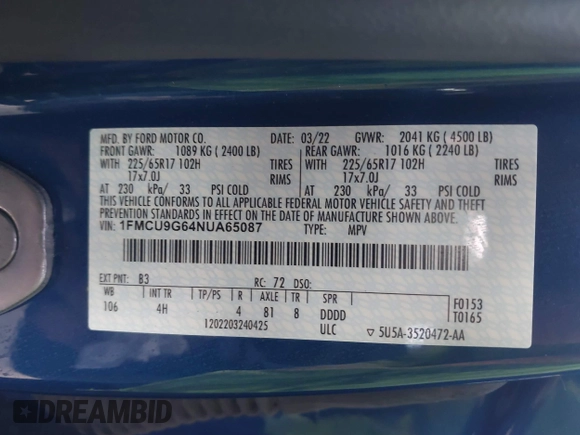 MFD. BY FORD MOTOR CO. 03/22 GVWR: 2041 KG ( 4500 LB)
FRONT GAWR: 1089 KG ( 2400 LB) REAR GAWR: 1016 KG ( 2240 LB)
WITH 225/65R17 102H TIRES WITH 225/65R17 102H TIRES
17x7.0J RIMS 17x7.0J RIMS
AT 230 kPa/ 33 PSI COLD AT 230 kPa/ 33 PSI COLD
THIS VEHICLE CONFORMS TO ALL APPLICABLE FEDERAL MOTOR VEHICLE SAFETY AND THEFT PREVENTION
STANDARDS IN EFFECT ON THE DATE OF MANUFACTURE SHOWN ABOVE.
VIN: 1FMCU9G64NUA65087 TYPE: MPV
EXT PNT: B3 RC: 72 DSO:
WB INT TR TP/PS R AXLE TR SPR
106 4H 4 81 8 DDDD
F0153
T0165
1202203240425 ULC ▽ 5U5A-3520472-AA
DREAMBID